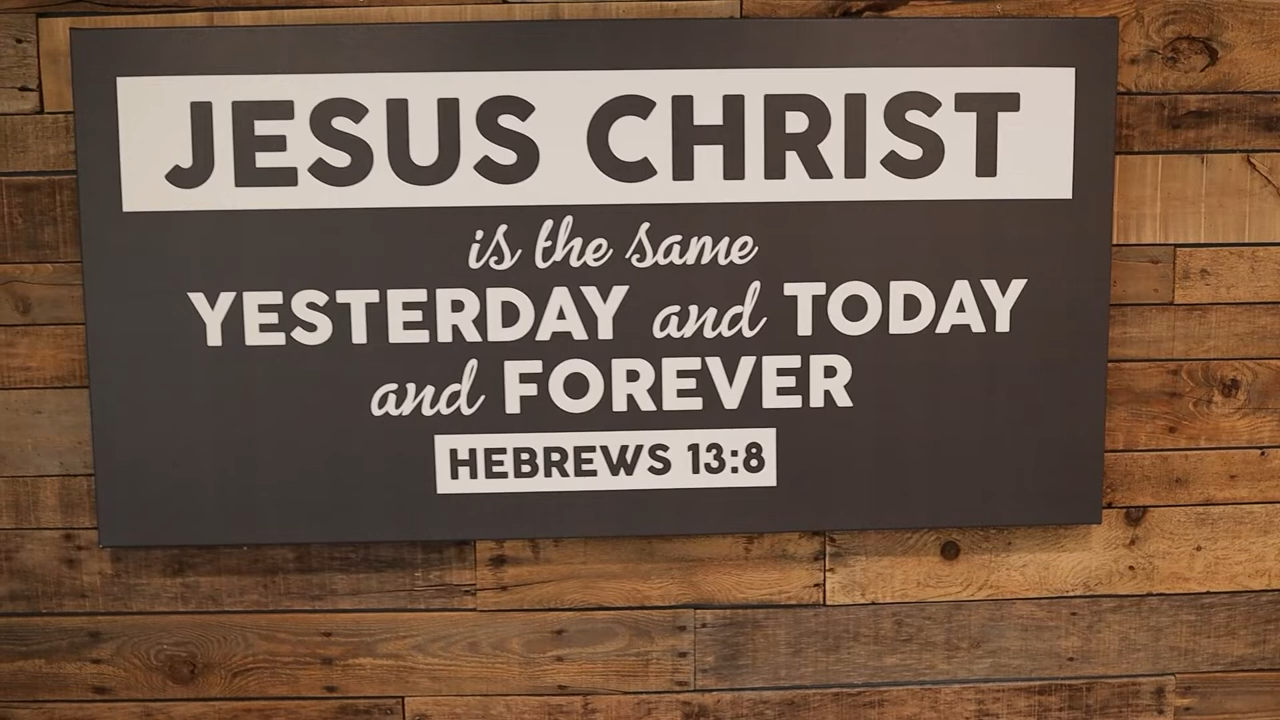 JESUS CHRIST
is the same
YESTERDAY and TODAY
and FOREVER
HEBREWS 13:8